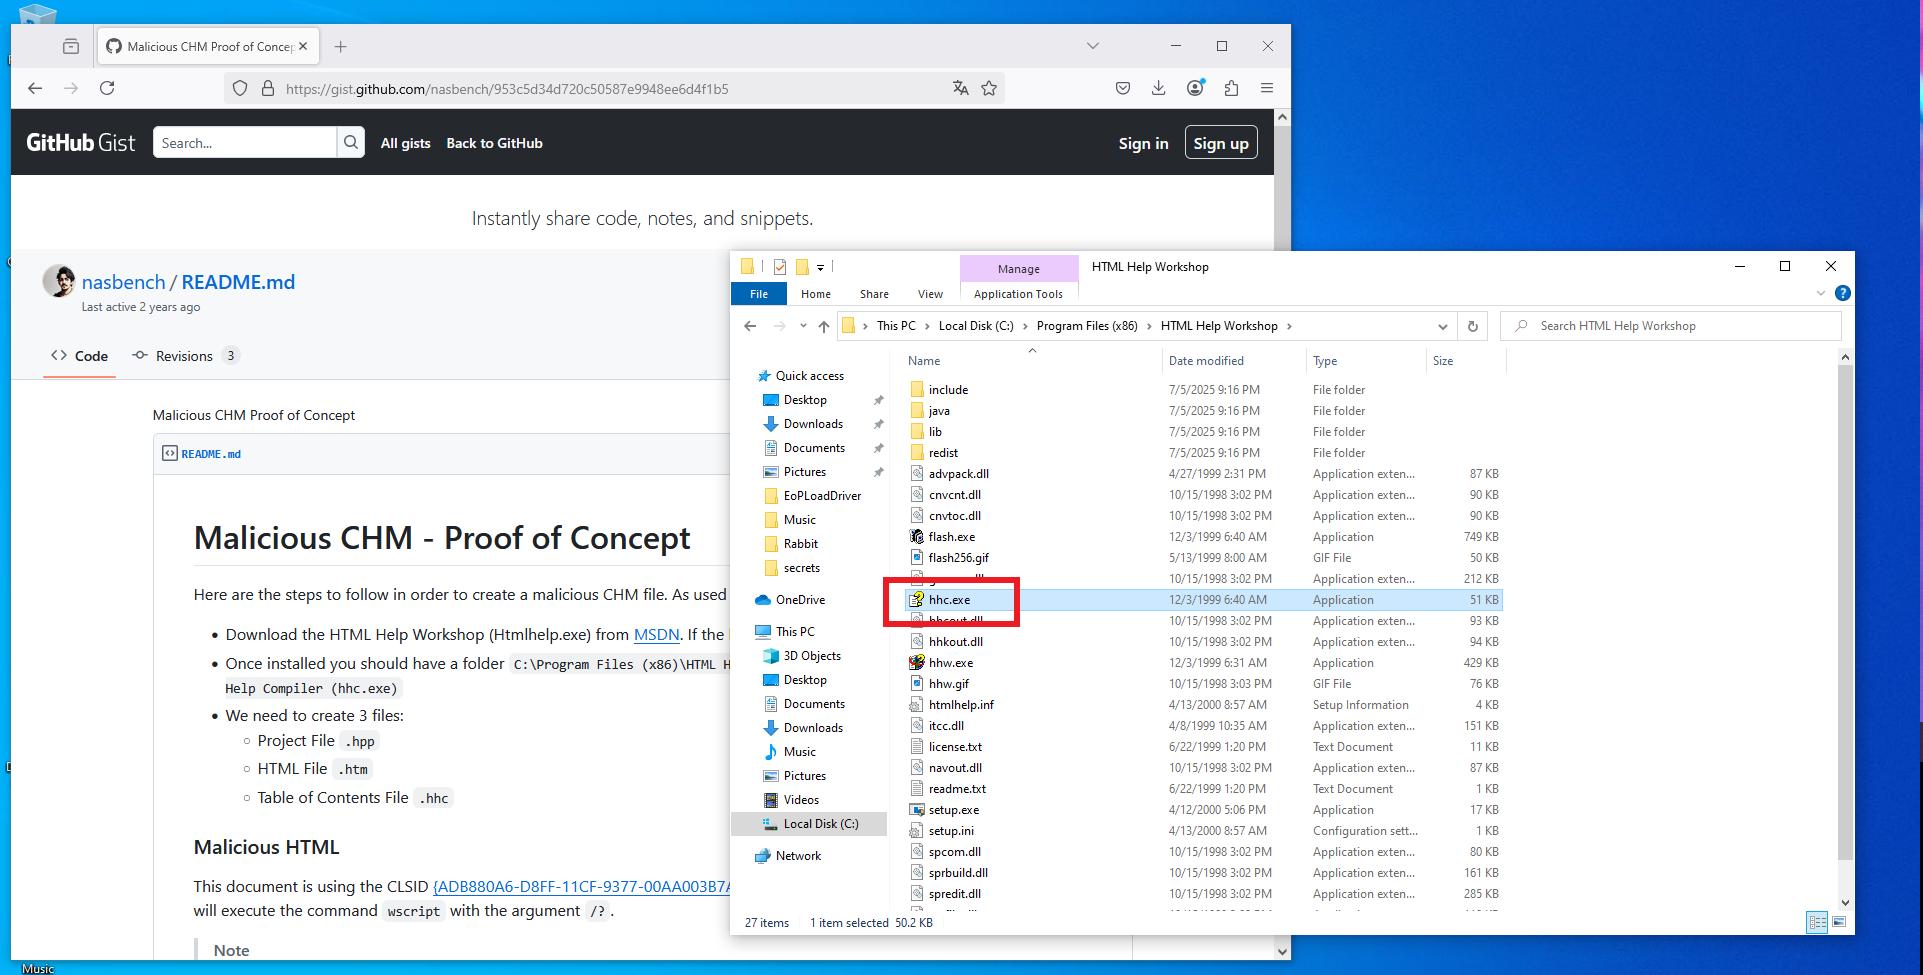 Malicious CHM Proof of Concep
https://gist.github.com/nasbench/953c5d34d720c50587e9948ee6d4f1b5
GitHub Gist
Search...
All gists
Back to GitHub
Sign in
Sign up
Instantly share code, notes, and snippets.
nasbench / README.md
Last active 2 years ago
<> Code
Revisions 3
Malicious CHM Proof of Concept
README.md
Malicious CHM - Proof of Concept
Here are the steps to follow in order to create a malicious CHM file. As used
• Download the HTML Help Workshop (Htmlhelp.exe) from MSDN. If the
• Once installed you should have a folder C:\Program Files (x86)\HTML H
Help Compiler (hhc.exe)
• We need to create 3 files:
◦ Project File .hpp
◦ HTML File .htm
◦ Table of Contents File .hhc
Malicious HTML
This document is using the CLSID {ADB880A6-D8FF-11CF-9377-00AA003B7A
will execute the command wscript with the argument /?.
Note
Music
Manage
HTML Help Workshop
File
Home
Share
View
Application Tools
This PC > Local Disk (C:) > Program Files (x86) > HTML Help Workshop >
Search HTML Help Workshop
Quick access
Desktop
Downloads
Documents
Pictures
EoPLoadDriver
Music
Rabbit
secrets
OneDrive
This PC
3D Objects
Desktop
Documents
Downloads
Music
Pictures
Videos
Local Disk (C:)
Network
Name Date modified Type Size
include 7/5/2025 9:16 PM File folder
java 7/5/2025 9:16 PM File folder
lib 7/5/2025 9:16 PM File folder
redist 7/5/2025 9:16 PM File folder
advpack.dll 4/27/1999 2:31 PM Application exten... 87 KB
cnvcnt.dll 10/15/1998 3:02 PM Application exten... 90 KB
cnvtoc.dll 10/15/1998 3:02 PM Application exten... 90 KB
flash.exe 12/3/1999 6:40 AM Application 749 KB
flash256.gif 5/13/1999 8:00 AM GIF File 50 KB
10/15/1998 3:02 PM Application exten... 212 KB
hhc.exe 12/3/1999 6:40 AM Application 51 KB
hhcout.dll 10/15/1998 3:02 PM Application exten... 93 KB
hhkout.dll 10/15/1998 3:02 PM Application exten... 94 KB
hhw.exe 12/3/1999 6:31 AM Application 429 KB
hhw.gif 10/15/1998 3:03 PM GIF File 76 KB
htmlhelp.inf 4/13/2000 8:57 AM Setup Information 4 KB
itcc.dll 4/8/1999 10:35 AM Application exten... 151 KB
license.txt 6/22/1999 1:20 PM Text Document 11 KB
navout.dll 10/15/1998 3:02 PM Application exten... 87 KB
readme.txt 6/22/1999 1:20 PM Text Document 1 KB
setup.exe 4/12/2000 5:06 PM Application 17 KB
setup.ini 4/13/2000 8:57 AM Configuration sett... 1 KB
spcom.dll 10/15/1998 3:02 PM Application exten... 80 KB
sprbuild.dll 10/15/1998 3:02 PM Application exten... 161 KB
spredit.dll 10/15/1998 3:02 PM Application exten... 285 KB
27 items
1 item selected 50.2 KB